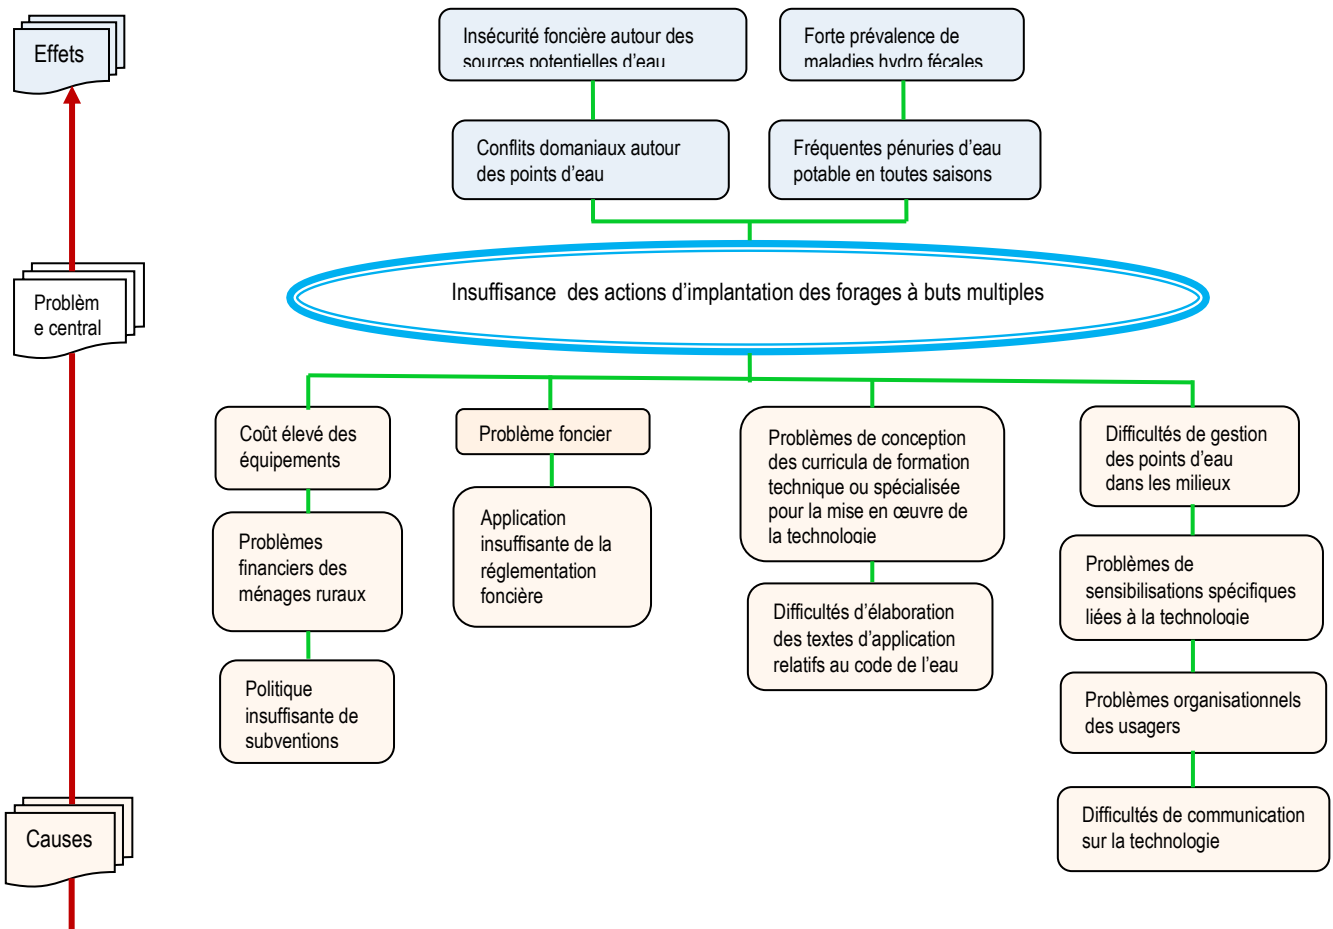 Effets
Insécurité foncière autour des
sources potentielles d'eau
Forte prévalence de
maladies hydro fécales
Conflits domaniaux autour
des points d'eau
Fréquentes pénuries d'eau
potable en toutes saisons
Problèm
e central
Insuffisance des actions d'implantation des forages à buts multiples
Coût élevé des
équipements
Problème foncier
Problèmes de conception
des curricula de formation
technique ou spécialisée
pour la mise en œuvre de
la technologie
Difficultés de gestion
des points d'eau
dans les milieux
Problèmes
financiers des
ménages ruraux
Application
insuffisante de la
réglementation
foncière
Difficultés d'élaboration
des textes d'application
relatifs au code de l'eau
Problèmes de
sensibilisations spécifiques
liées à la technologie
Politique
insuffisante de
subventions
Problèmes organisationnels
des usagers
Causes
Difficultés de communication
sur la technologie